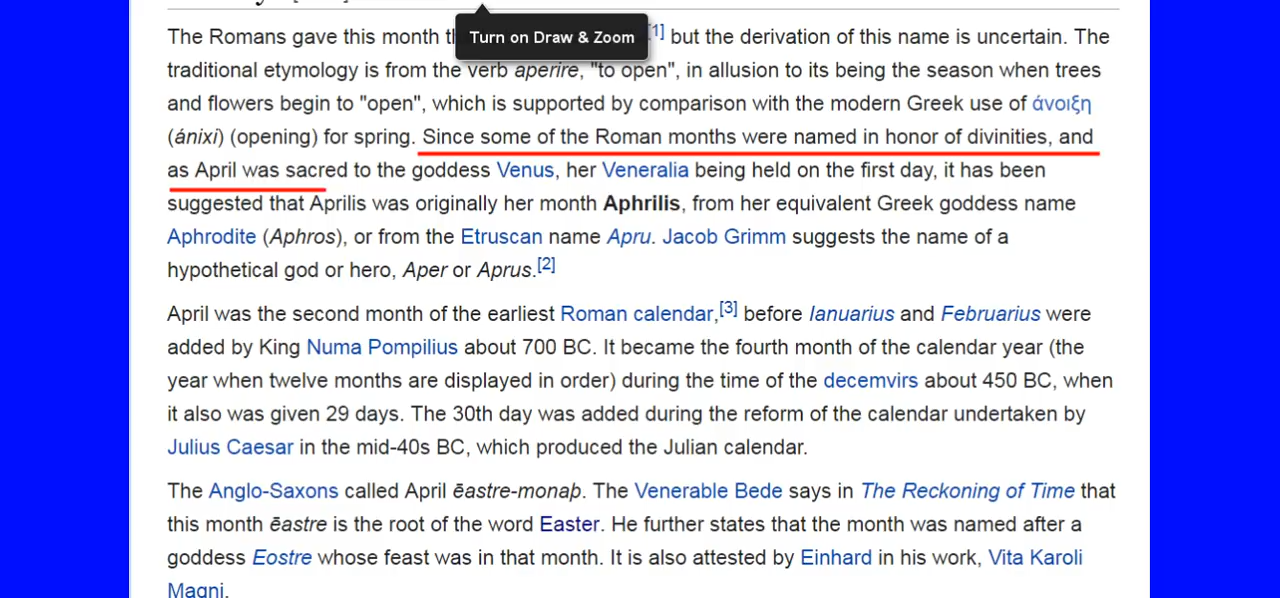 The Romans gave this month
Turn on Draw & Zoom
[1] but the derivation of this name is uncertain. The
traditional etymology is from the verb aperire, "to open", in allusion to its being the season when trees
and flowers begin to "open", which is supported by comparison with the modern Greek use of άνοιξη
(ánixi) (opening) for spring. Since some of the Roman months were named in honor of divinities, and
as April was sacred to the goddess Venus, her Veneralia being held on the first day, it has been
suggested that Aprilis was originally her month Aphrilis, from her equivalent Greek goddess name
Aphrodite (Aphros), or from the Etruscan name Apru. Jacob Grimm suggests the name of a
hypothetical god or hero, Aper or Aprus.[2]
April was the second month of the earliest Roman calendar,[3] before Ianuarius and Februarius were
added by King Numa Pompilius about 700 BC. It became the fourth month of the calendar year (the
year when twelve months are displayed in order) during the time of the decemvirs about 450 BC, when
it also was given 29 days. The 30th day was added during the reform of the calendar undertaken by
Julius Caesar in the mid-40s BC, which produced the Julian calendar.
The Anglo-Saxons called April ēastre-monaþ. The Venerable Bede says in The Reckoning of Time that
this month ēastre is the root of the word Easter. He further states that the month was named after a
goddess Eostre whose feast was in that month. It is also attested by Einhard in his work, Vita Karoli
Magni.